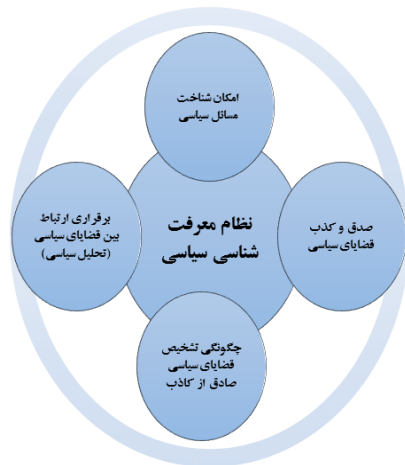 امکان شناخت
مسائل سیاسی
صدق و کذب
قضایای سیاسی
نظام معرفت
شناسی سیاسی
برقراری ارتباط
بین قضایای سیاسی
(تحلیل سیاسی)
چگونگی تشخیص
قضایای سیاسی
صادق از کاذب